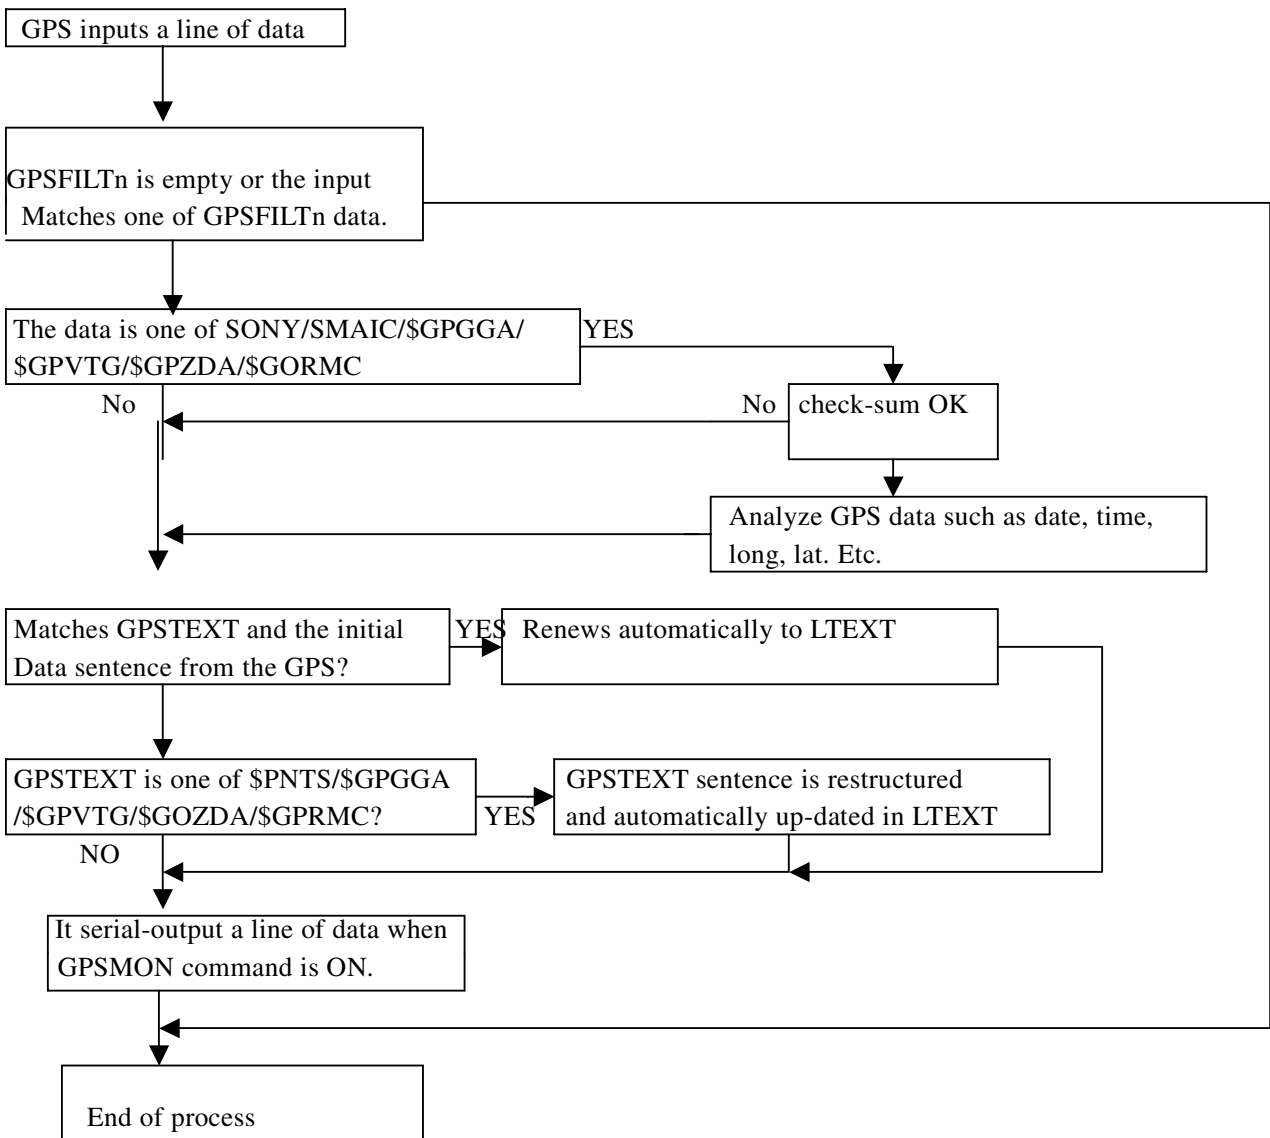 GPS inputs a line of data
GPSFILTn is empty or the input
Matches one of GPSFILTn data.
The data is one of SONY/SMAIC/$GPGGA/
$GPVTG/$GPZDA/$GORMC
YES
No
No
check-sum OK
Analyze GPS data such as date, time,
long, lat. Etc.
Matches GPSTEXT and the initial
Data sentence from the GPS?
YES
Renews automatically to LTEXT
GPSTEXT is one of $PNTS/$GPGGA
/$GPVTG/$GOZDA/$GPRMC?
YES
GPSTEXT sentence is restructured
and automatically up-dated in LTEXT
NO
It serial-output a line of data when
GPSMON command is ON.
End of process